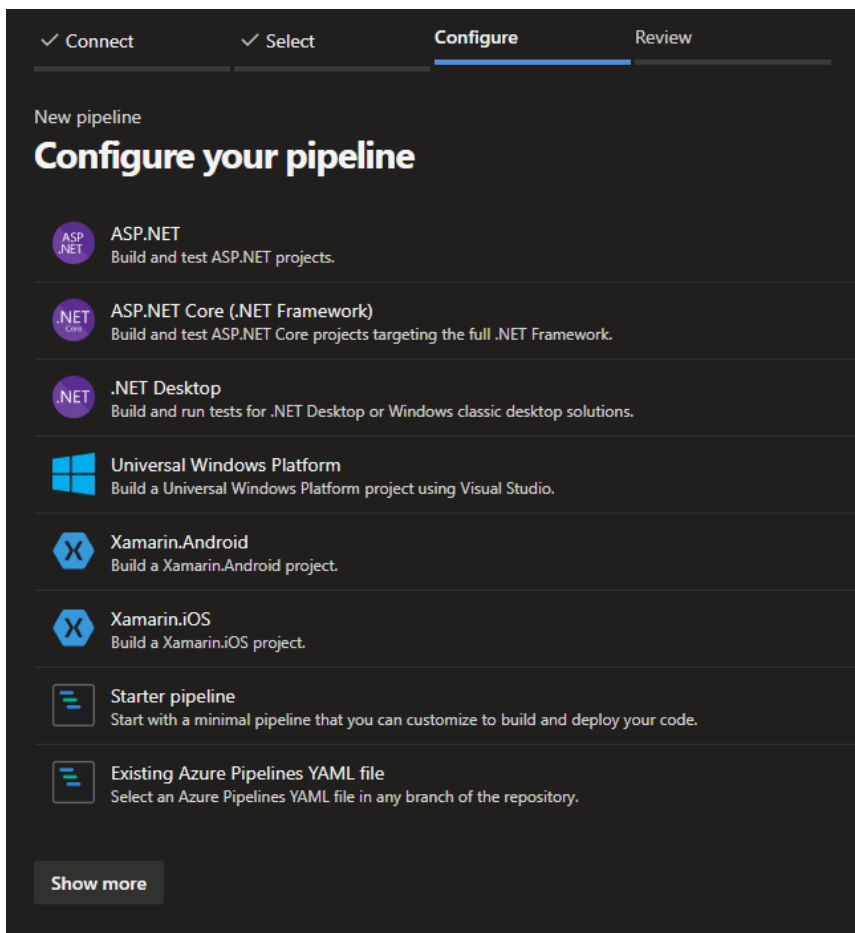 ✓ Connect
✓ Select
Configure
Review
New pipeline
Configure your pipeline
ASP
.NET
ASP.NET
Build and test ASP.NET projects.
.NET
Core
ASP.NET Core (.NET Framework)
Build and test ASP.NET Core projects targeting the full .NET Framework.
.NET
.NET Desktop
Build and run tests for .NET Desktop or Windows classic desktop solutions.
Universal Windows Platform
Build a Universal Windows Platform project using Visual Studio.
Xamarin.Android
Build a Xamarin.Android project.
Xamarin.iOS
Build a Xamarin.iOS project.
Starter pipeline
Start with a minimal pipeline that you can customize to build and deploy your code.
Existing Azure Pipelines YAML file
Select an Azure Pipelines YAML file in any branch of the repository.
Show more